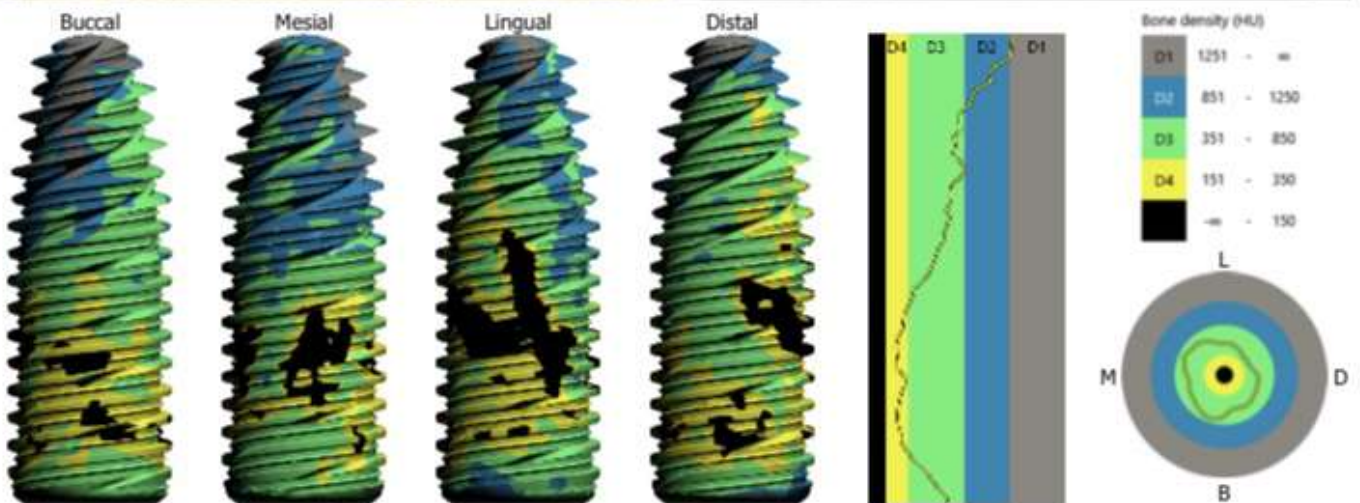 Buccal
Mesial
Lingual
Distal
D4 D3 D2 D1
Bone density (HU)
D1 1251 - ∞
D2 851 - 1250
D3 351 - 850
D4 151 - 350
-∞ - 150
L
M D
B